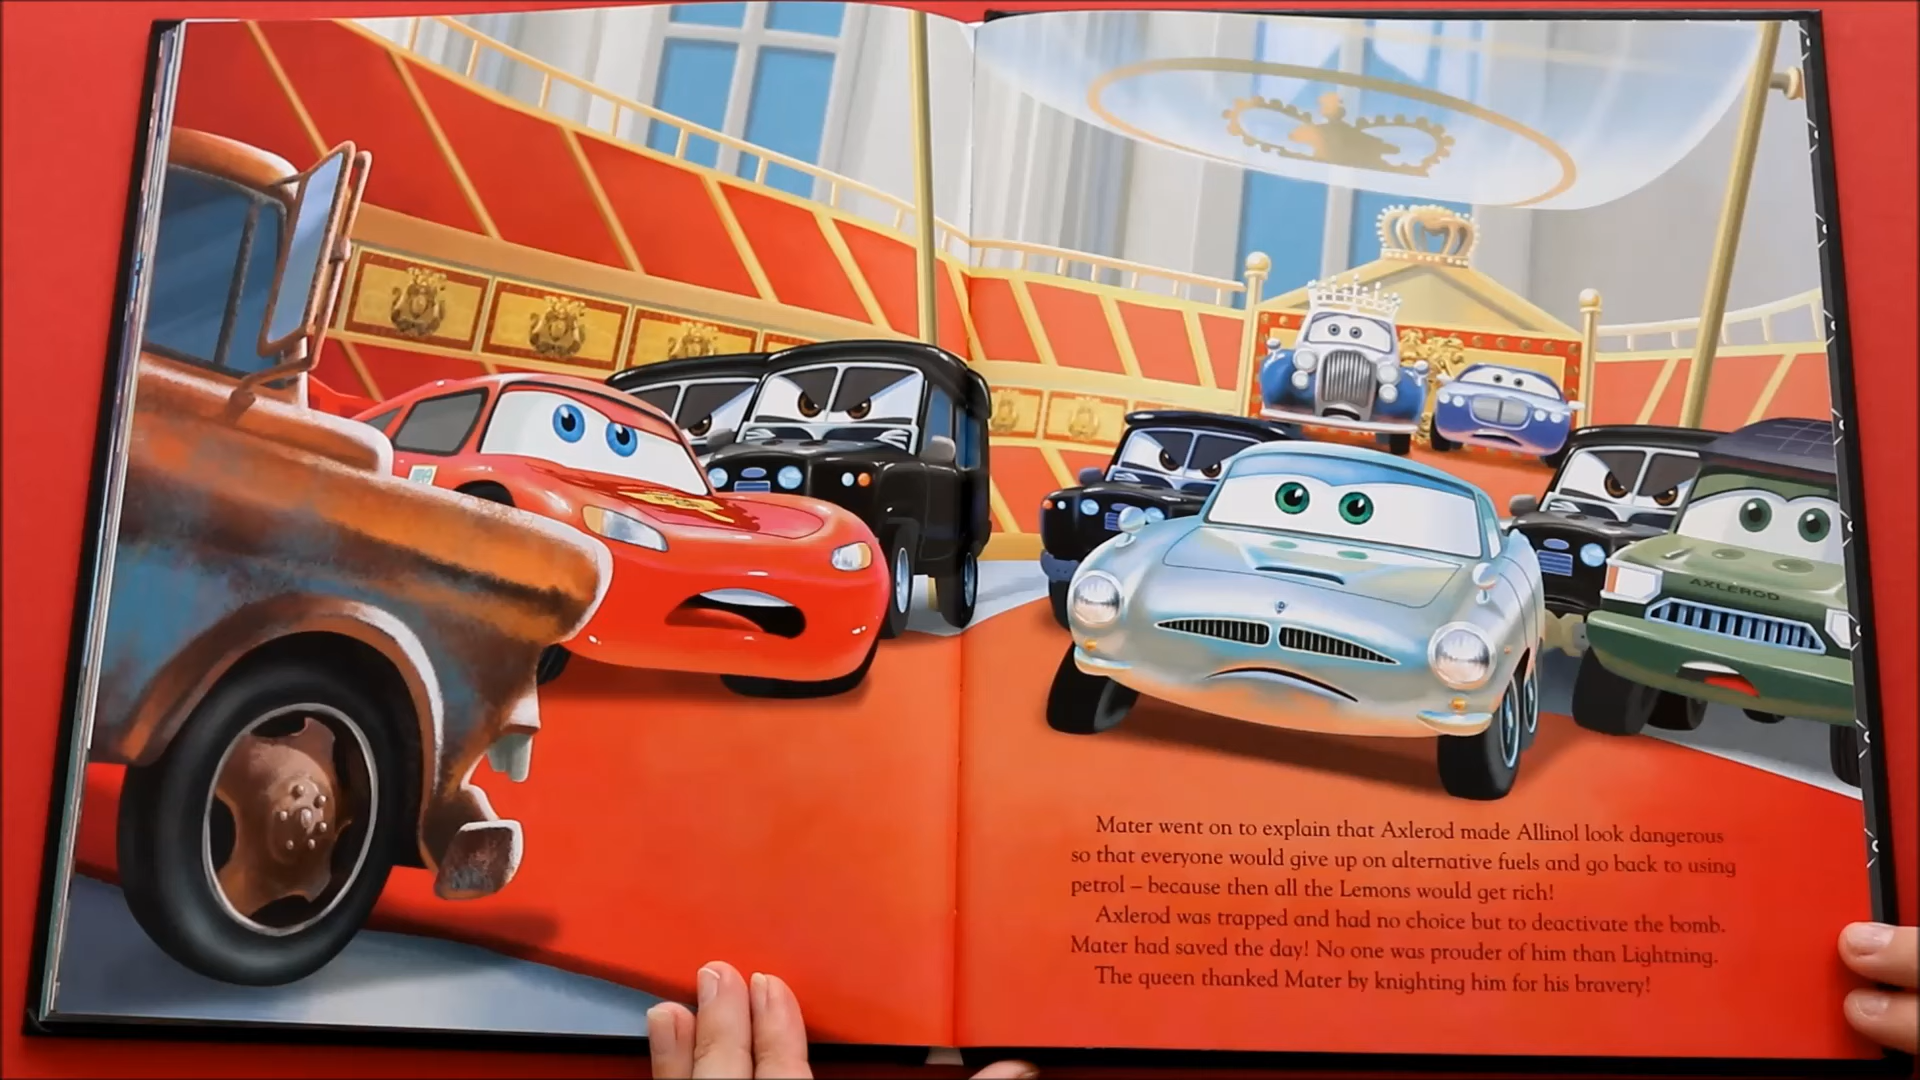 AXLEROD
Mater went on to explain that Axlerod made Allinol look dangerous
so that everyone would give up on alternative fuels and go back to using
petrol – because then all the Lemons would get rich!
Axlerod was trapped and had no choice but to deactivate the bomb.
Mater had saved the day! No one was prouder of him than Lightning.
The queen thanked Mater by knighting him for his bravery!